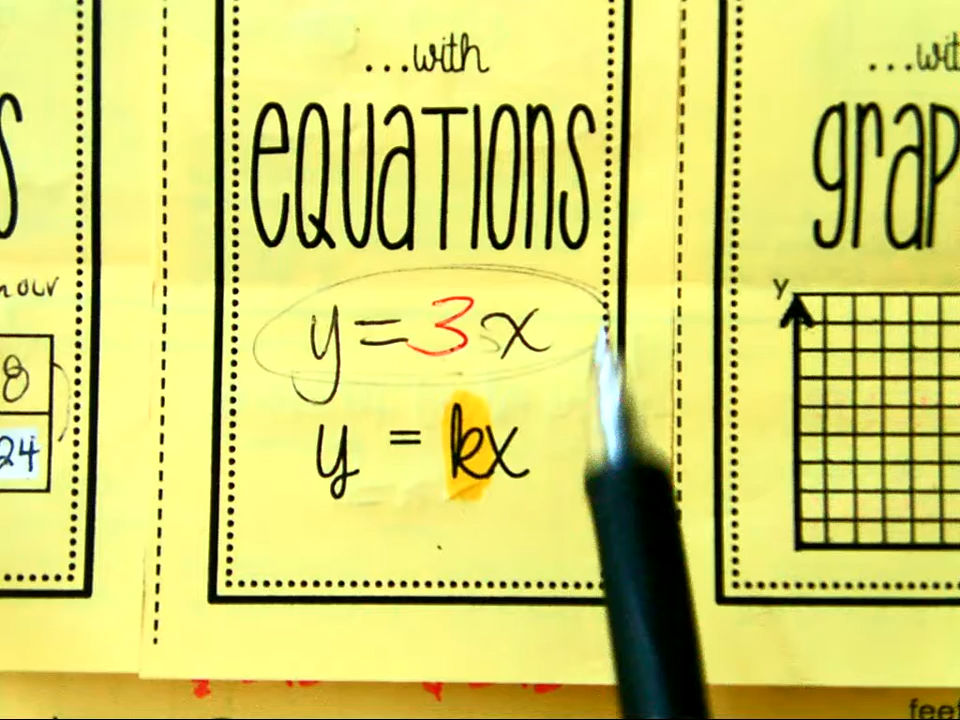 ...with
equations
y = 3x
y = kx
8
24
...wit
grap
y
feet